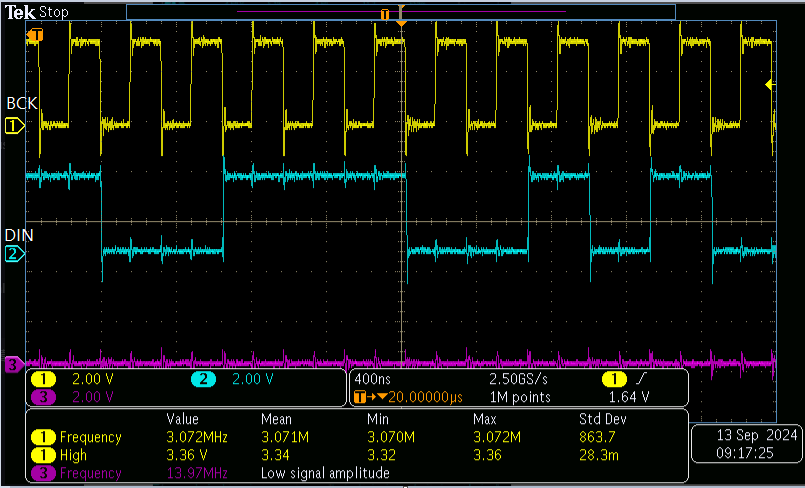 Tek Stop
T
T
BCK
1
DIN
2
3
1 2.00 V 2 2.00 V
3 2.00 V
400ns 2.50GS/s 1
T→▼20.00000µs 1M points 1.64 V
Value Mean Min Max Std Dev
1 Frequency 3.072MHz 3.071M 3.070M 3.072M 863.7
1 High 3.36 V 3.34 3.32 3.36 28.3m
3 Frequency 13.97MHz Low signal amplitude
13 Sep 2024
09:17:25